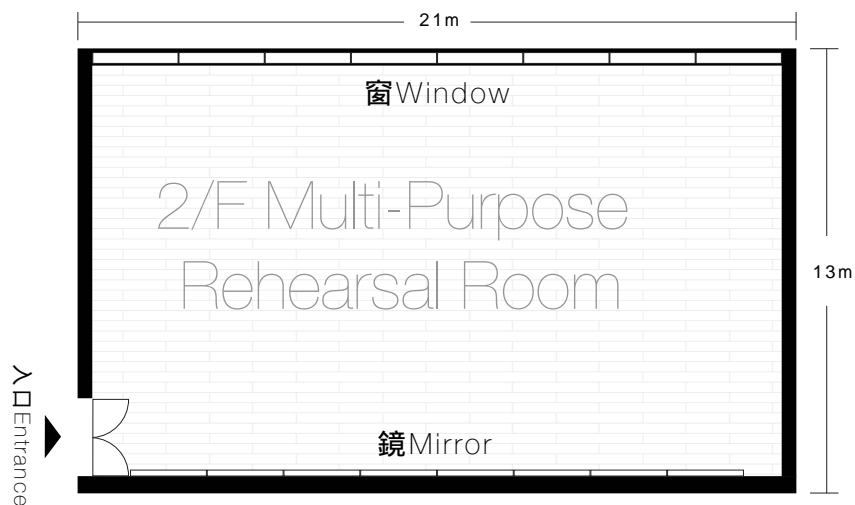 21m
窗Window
2/F Multi-Purpose
Rehearsal Room
13m
入口Entrance
鏡Mirror